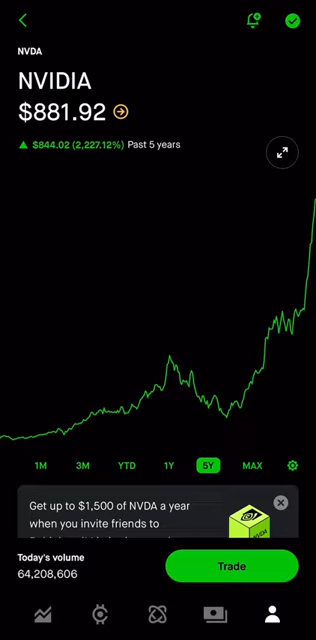 NVDA
NVIDIA
$881.92
▲ $844.02 (2,227.12%) Past 5 years
1M 3M YTD 1Y 5Y MAX
Get up to $1,500 of NVDA a year
when you invite friends to
Today's volume
64,208,606
Trade
NVDA